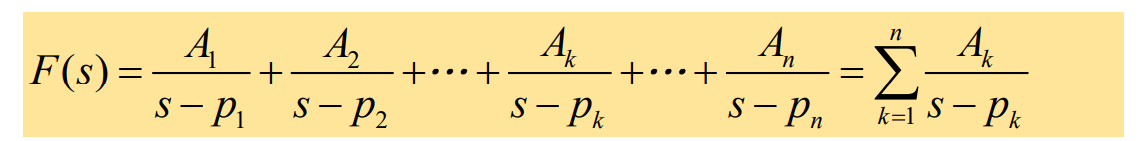 F(s) = A₁/(s − p₁) + A₂/(s − p₂) + ··· + Aₖ/(s − pₖ) + ··· + Aₙ/(s − pₙ) = ∑ₖ₌₁ⁿ Aₖ/(s − pₖ)